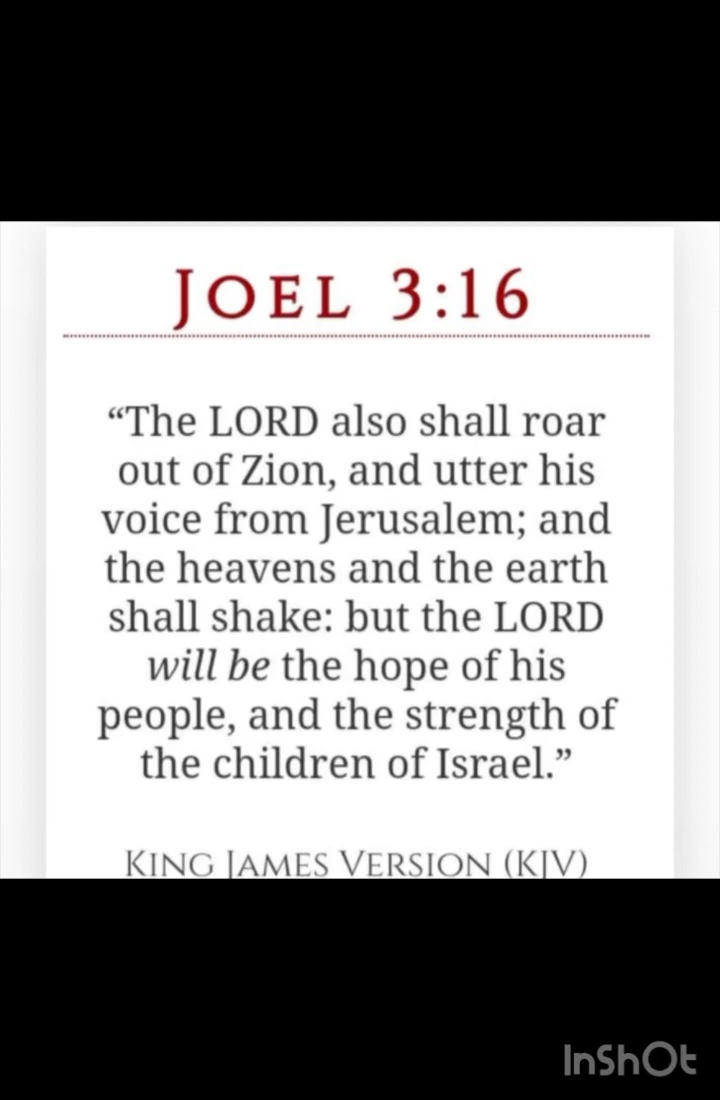 JOEL 3:16
“The LORD also shall roar
out of Zion, and utter his
voice from Jerusalem; and
the heavens and the earth
shall shake: but the LORD
will be the hope of his
people, and the strength of
the children of Israel.”
KING JAMES VERSION (KJV)
InShOt